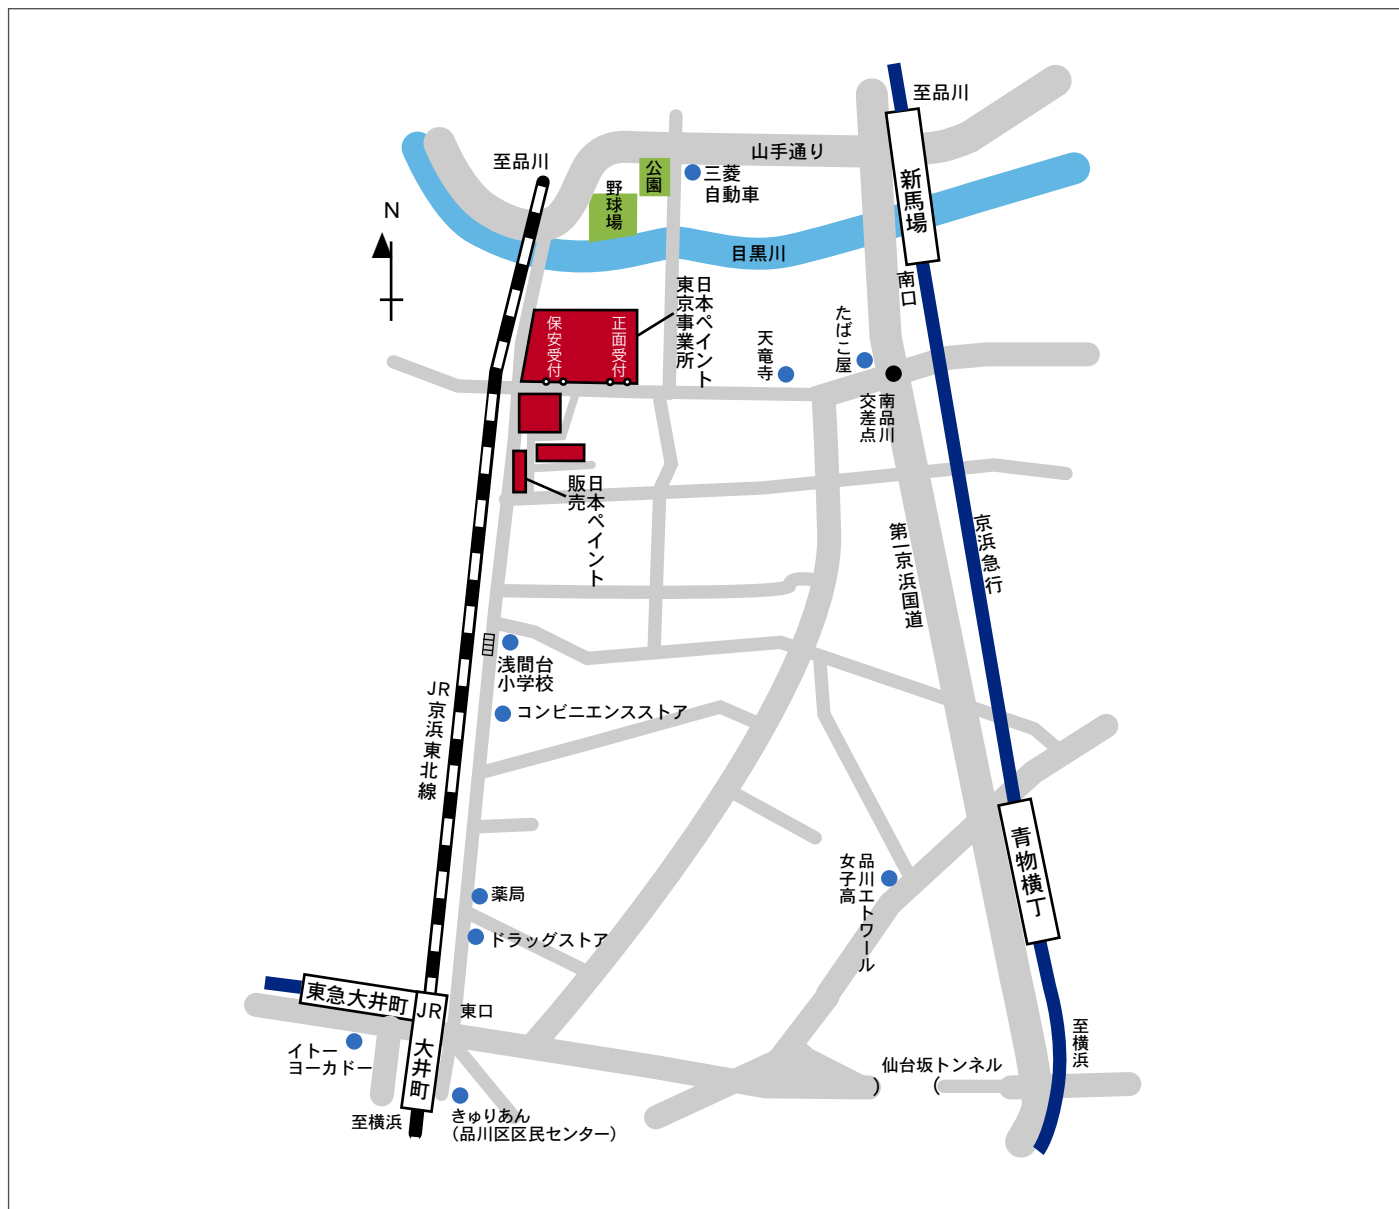 至品川
山手通り
至品川
公園
三菱
自動車
新馬場
野球場
N
目黒川
南口
日本ペイント
東京事業所
正面受付
保安受付
たばこ屋
天竜寺
南品川
交差点
日本ペイント
販売
京浜急行
第一京浜国道
浅間台
小学校
JR京浜東北線
コンビニエンスストア
青物横丁
品川エトワール
女子高
薬局
ドラッグストア
東急大井町
JR
大井町
東口
イトー
ヨーカドー
至横浜
仙台坂トンネル
至横浜
きゅりあん
(品川区区民センター)